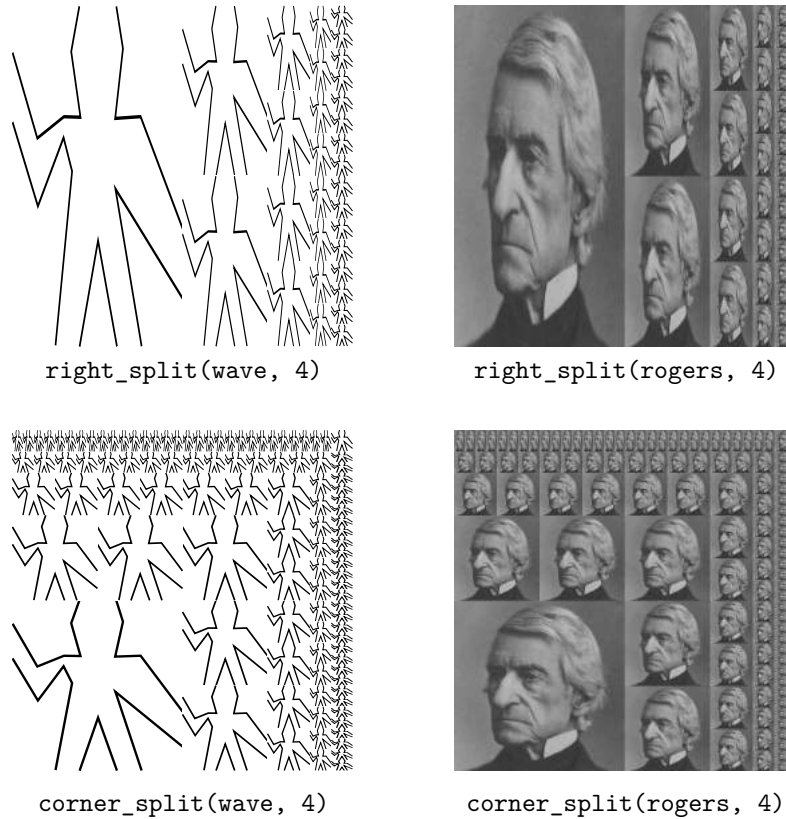 right_split(wave, 4)
right_split(rogers, 4)
corner_split(wave, 4)
corner_split(rogers, 4)